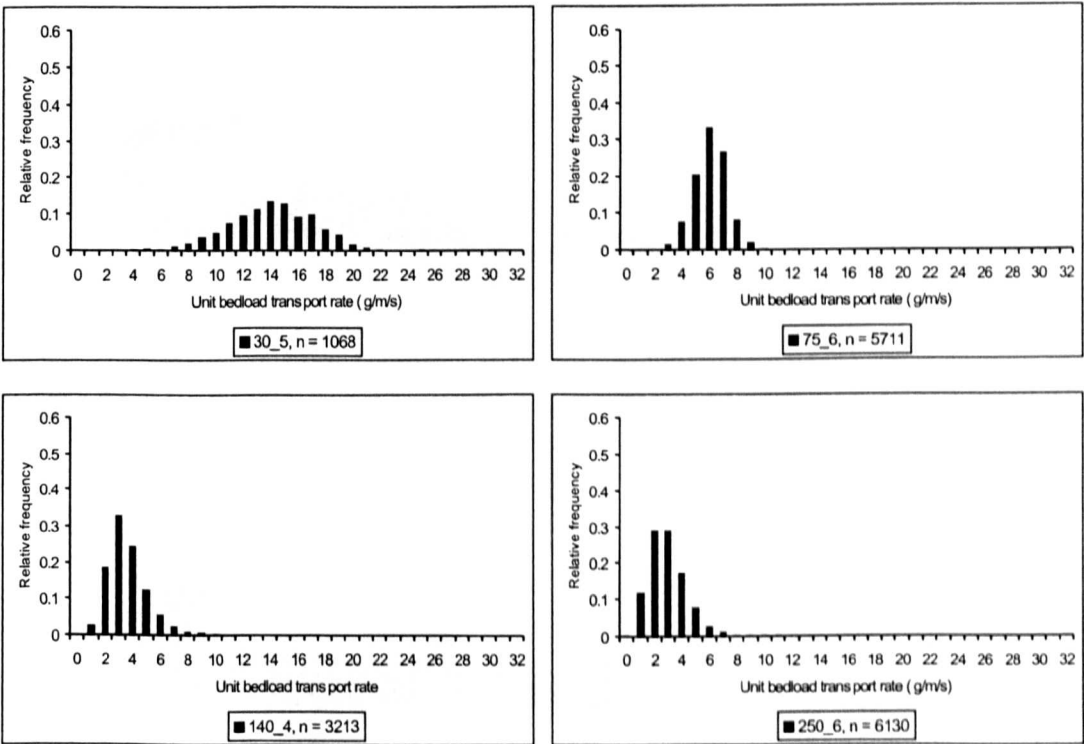 Relative frequency
0.6
0.5
0.4
0.3
0.2
0.1
0
0 2 4 6 8 10 12 14 16 18 20 22 24 26 28 30 32
Unit bedload trans port rate ( g/m/s)
30_5, n = 1068
Relative frequency
0.6
0.5
0.4
0.3
0.2
0.1
0
0 2 4 6 8 10 12 14 16 18 20 22 24 26 28 30 32
Unit bedload trans port rate ( g/m/s)
75_6, n = 5711
Relative frequency
0.6
0.5
0.4
0.3
0.2
0.1
0
0 2 4 6 8 10 12 14 16 18 20 22 24 26 28 30 32
Unit bedload trans port rate
140_4, n = 3213
Relative frequency
0.6
0.5
0.4
0.3
0.2
0.1
0
0 2 4 6 8 10 12 14 16 18 20 22 24 26 28 30 32
Unit bedload trans port rate ( g/m/s)
250_6, n = 6130